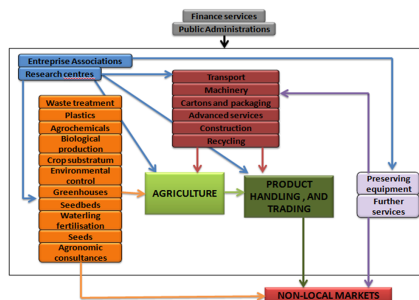 Finance services
Public Administrations
Entreprise Associations
Research centres
Transport
Machinery
Cartons and packaging
Advanced services
Construction
Recycling
Waste treatment
Plastics
Agrochemicals
Biological
production
Crop substratum
Environmental
control
Greenhouses
Seedbeds
Waterling
fertilisation
Seeds
Agronomic
consultances
AGRICULTURE
PRODUCT
HANDLING , AND
TRADING
Preserving
equipment
Further
services
NON-LOCAL MARKETS